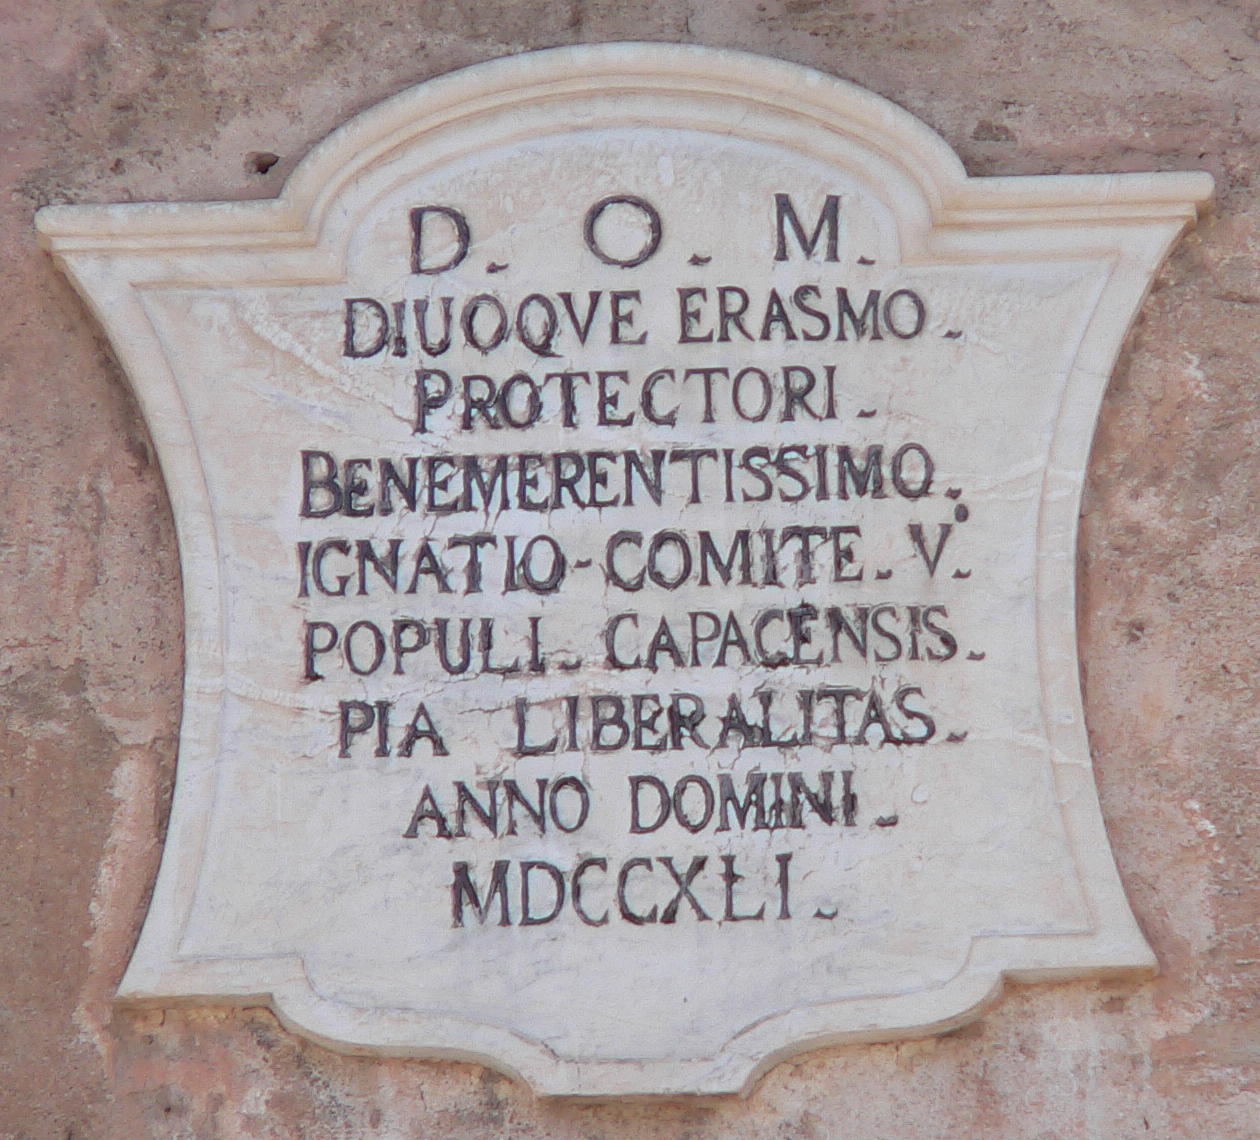 D. O. M.
DIUOQVE ERASMO.
PROTECTORI.
BENEMERENTISSIMO.
IGNATIO-COMITE. V.
POPULI. CAPACENSIS.
PIA LIBERALITAS.
ANNO DOMINI.
MDCCXLI.